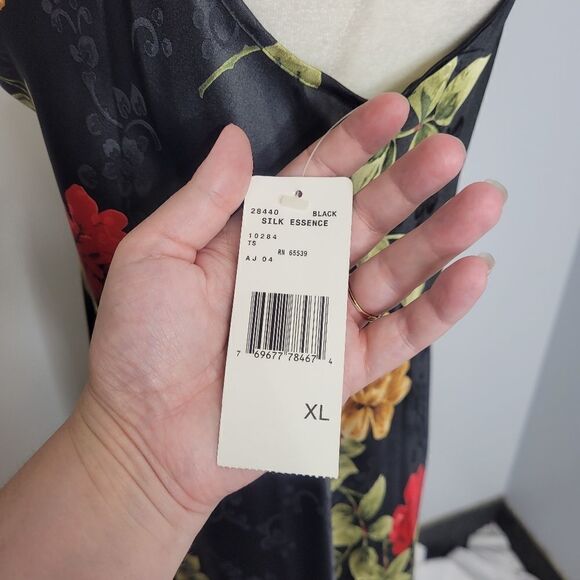 28440 BLACK
SILK ESSENCE
10284
TS
RN 65539
AJ 04
7 69677 78467 4
XL